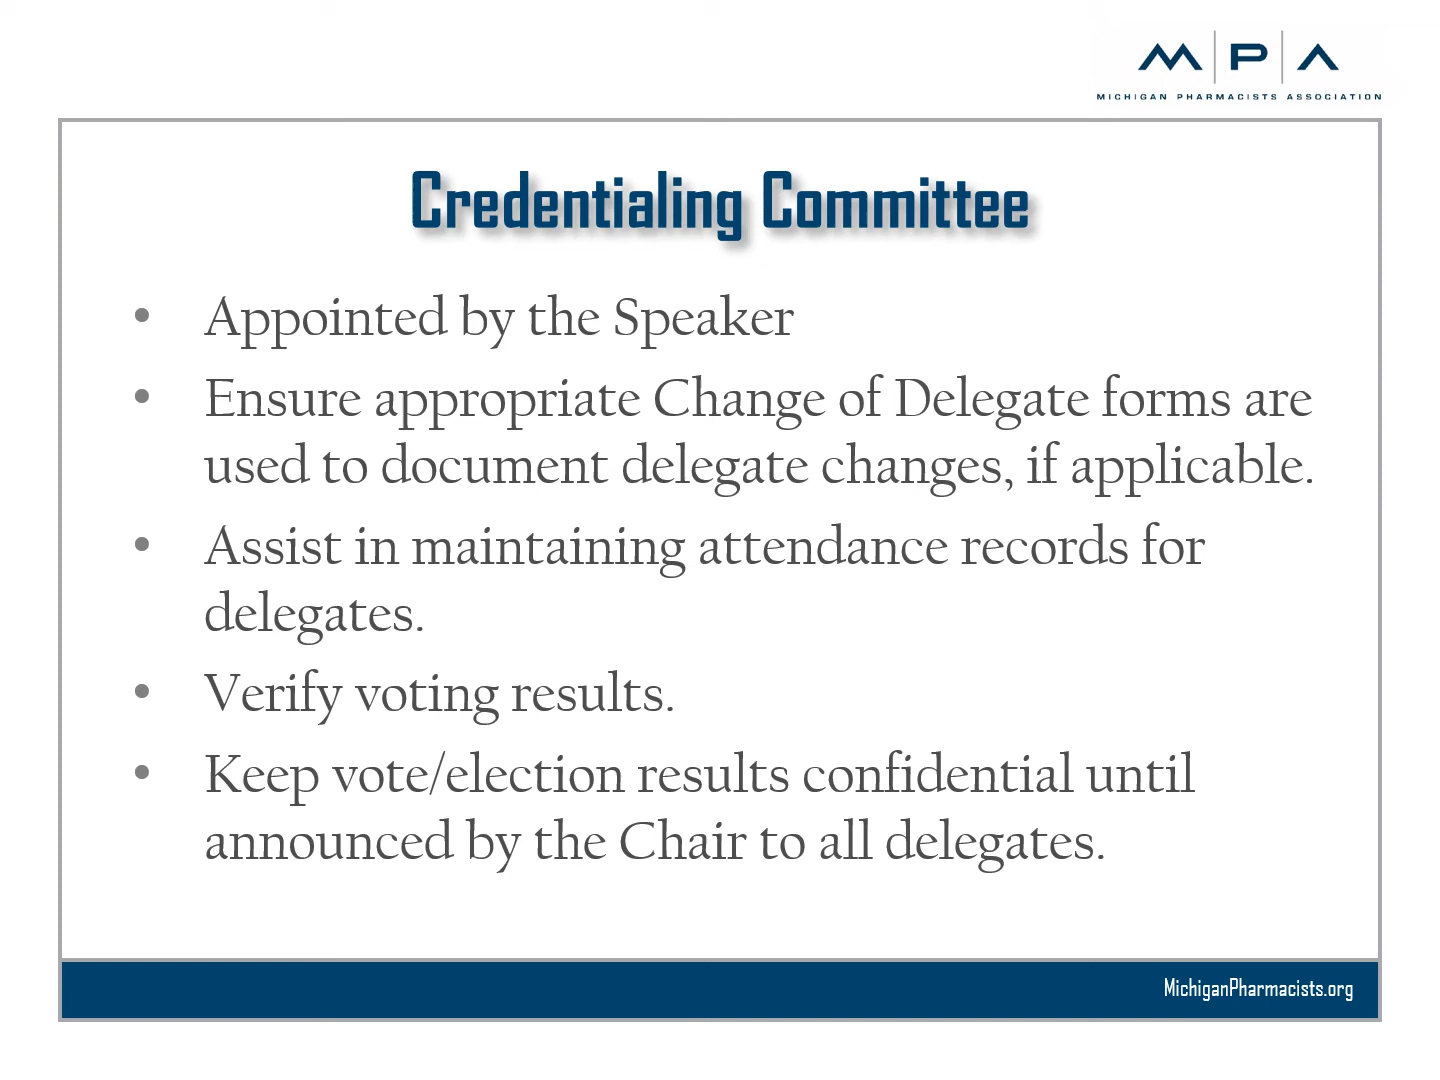 MPA
MICHIGAN PHARMACISTS ASSOCIATION
Credentialing Committee
• Appointed by the Speaker
• Ensure appropriate Change of Delegate forms are
used to document delegate changes, if applicable.
• Assist in maintaining attendance records for
delegates.
• Verify voting results.
• Keep vote/election results confidential until
announced by the Chair to all delegates.
MichiganPharmacists.org